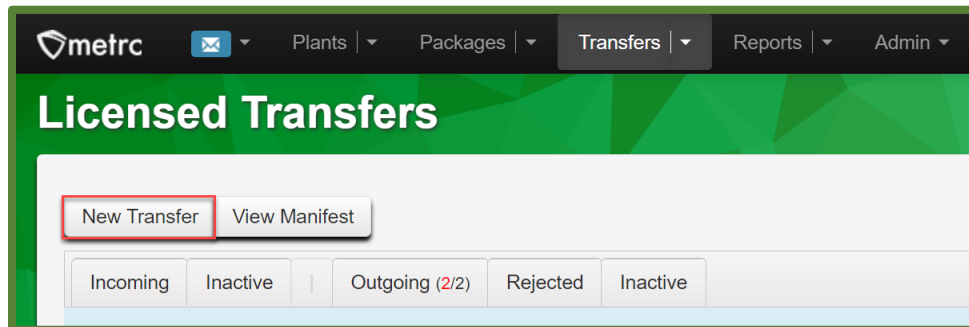 metrc Plants | Packages | Transfers | Reports | Admin
Licensed Transfers
New Transfer View Manifest
Incoming Inactive | Outgoing (2/2) Rejected Inactive